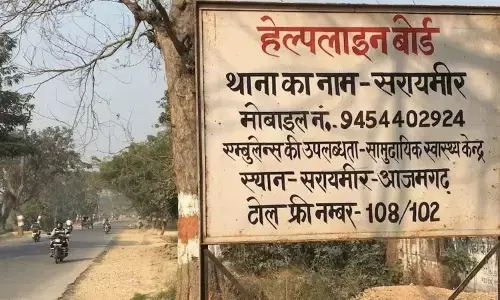 हेल्पलाइन बोर्ड
थाना का नाम - सरायमीर
मोबाइल नं. 9454402924
एम्बुलेन्स की उपलब्धता - सामुदायिक स्वास्थ्य केन्द्र
स्थान - सरायमीर - आजमगढ़
टोल फ्री नम्बर - 108/102